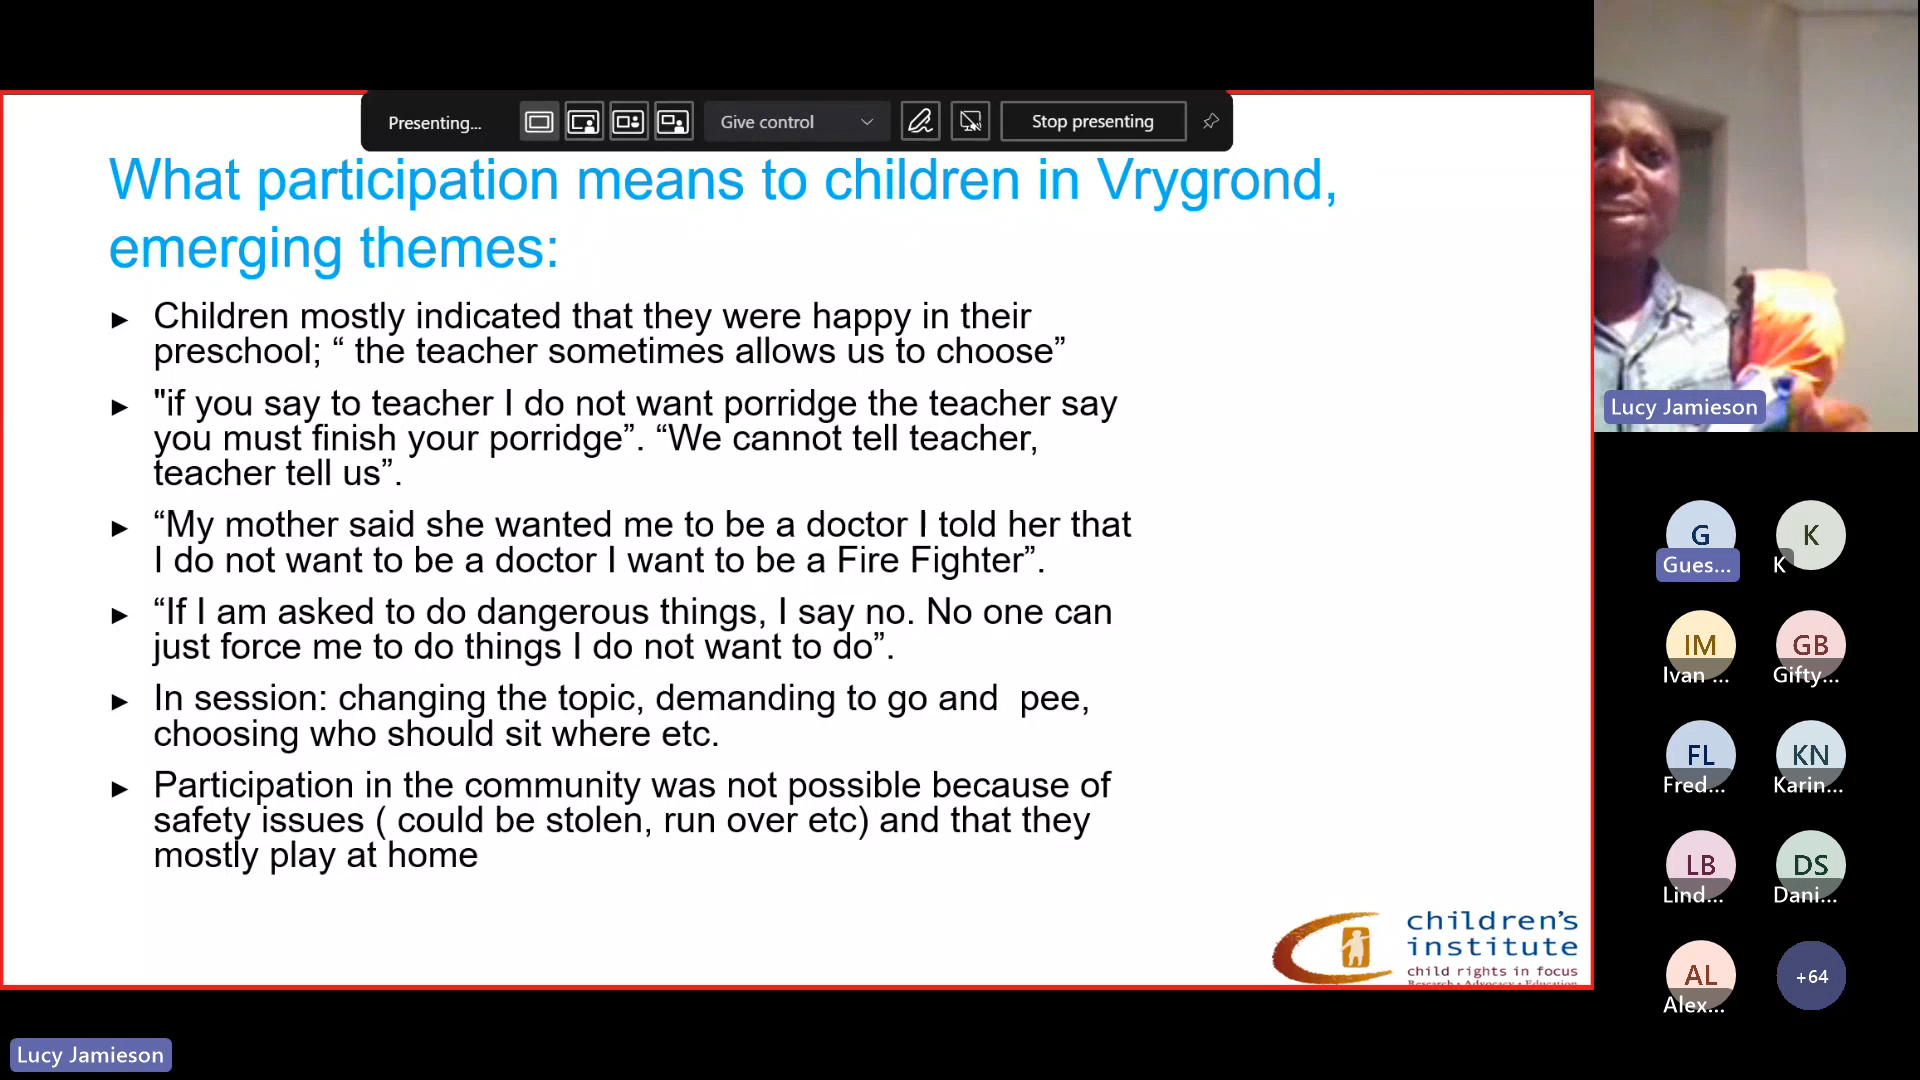 Presenting...
Give control
Stop presenting
What participation means to children in Vrygrond,
emerging themes:
► Children mostly indicated that they were happy in their
preschool; “ the teacher sometimes allows us to choose”
► "if you say to teacher I do not want porridge the teacher say
you must finish your porridge”. “We cannot tell teacher,
teacher tell us”.
► “My mother said she wanted me to be a doctor I told her that
I do not want to be a doctor I want to be a Fire Fighter”.
► “If I am asked to do dangerous things, I say no. No one can
just force me to do things I do not want to do”.
► In session: changing the topic, demanding to go and  pee,
choosing who should sit where etc.
► Participation in the community was not possible because of
safety issues ( could be stolen, run over etc) and that they
mostly play at home
children's
institute
child rights in focus
Research • Advocacy • Education
Lucy Jamieson
Lucy Jamieson
G
Gues...
K
K
IM
Ivan ...
GB
Gifty...
FL
Fred...
KN
Karin...
LB
Lind...
DS
Dani...
AL
Alex...
+64